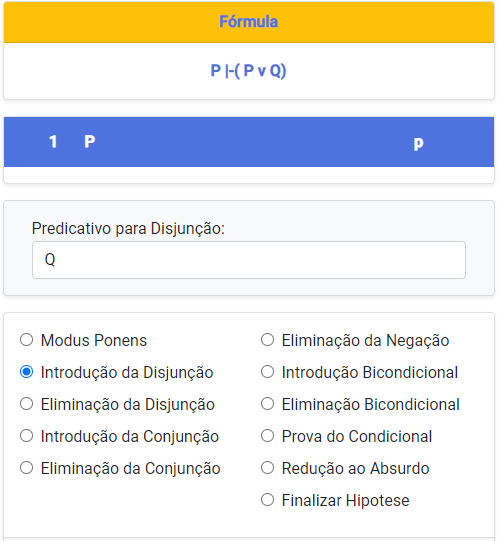 Fórmula
P |-( P v Q)
1 P p
Predicativo para Disjunção:
Q
Modus Ponens
Introdução da Disjunção
Eliminação da Disjunção
Introdução da Conjunção
Eliminação da Conjunção
Eliminação da Negação
Introdução Bicondicional
Eliminação Bicondicional
Prova do Condicional
Redução ao Absurdo
Finalizar Hipotese